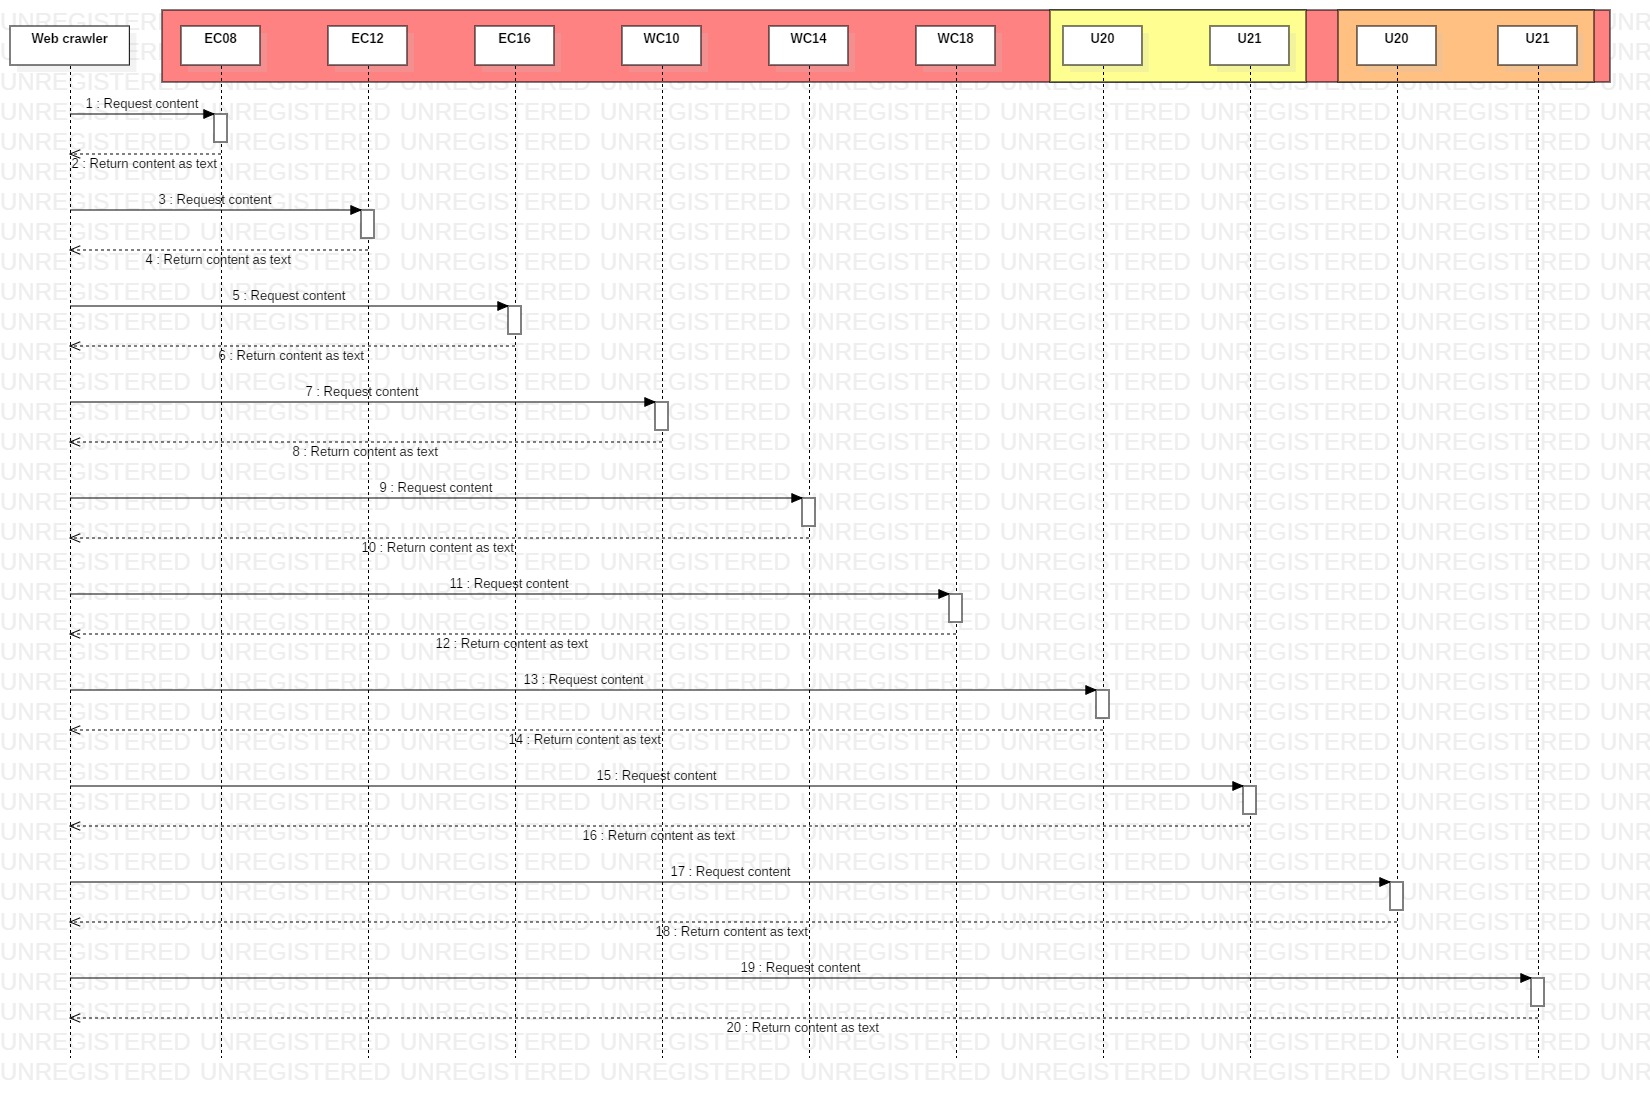 Web crawler EC08 EC12 EC16 WC10 WC14 WC18 U20 U21 U20 U21
1 : Request content
2 : Return content as text
3 : Request content
4 : Return content as text
5 : Request content
6 : Return content as text
7 : Request content
8 : Return content as text
9 : Request content
10 : Return content as text
11 : Request content
12 : Return content as text
13 : Request content
14 : Return content as text
15 : Request content
16 : Return content as text
17 : Request content
18 : Return content as text
19 : Request content
20 : Return content as text
UNREGISTERED UNREGISTERED UNREGISTERED UNREGISTERED UNREGISTERED UNREGISTERED UNREGISTERED UNREGISTERED UNR